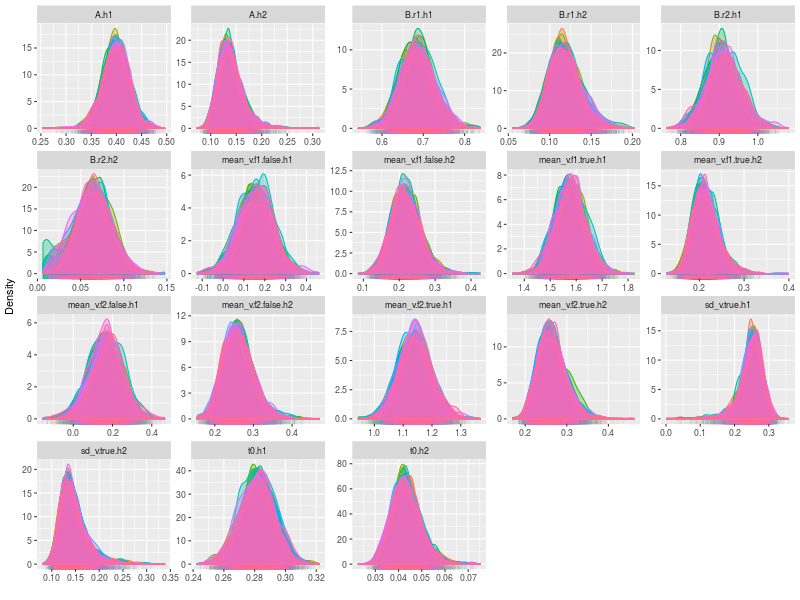 A.h1 A.h2 B.r1.h1 B.r1.h2 B.r2.h1
15 10 5 0 20 15 10 5 0 10 5 0 20 10 0 10 5 0
0.25 0.30 0.35 0.40 0.45 0.50 0.10 0.15 0.20 0.25 0.30 0.6 0.7 0.8 0.05 0.10 0.15 0.20 0.8 0.9 1.0
B.r2.h2 mean_v.f1.false.h1 mean_v.f1.false.h2 mean_v.f1.true.h1 mean_v.f1.true.h2
20 15 10 5 0 6 4 2 0 12.5 10.0 7.5 5.0 2.5 0.0 8 6 4 2 0 15 10 5 0
0.00 0.05 0.10 0.15 -0.1 0.0 0.1 0.2 0.3 0.4 0.1 0.2 0.3 0.4 1.4 1.5 1.6 1.7 1.8 0.2 0.3 0.4
Density
mean_v.f2.false.h1 mean_v.f2.false.h2 mean_v.f2.true.h1 mean_v.f2.true.h2 sd_v.true.h1
6 4 2 0 12 9 6 3 0 7.5 5.0 2.5 0.0 10 5 0 15 10 5 0
0.0 0.2 0.4 0.2 0.3 0.4 1.0 1.1 1.2 1.3 0.2 0.3 0.4 0.0 0.1 0.2 0.3
sd_v.true.h2 t0.h1 t0.h2
20 15 10 5 0 40 30 20 10 0 80 60 40 20 0
0.10 0.15 0.20 0.25 0.30 0.35 0.24 0.26 0.28 0.30 0.32 0.03 0.04 0.05 0.06 0.07